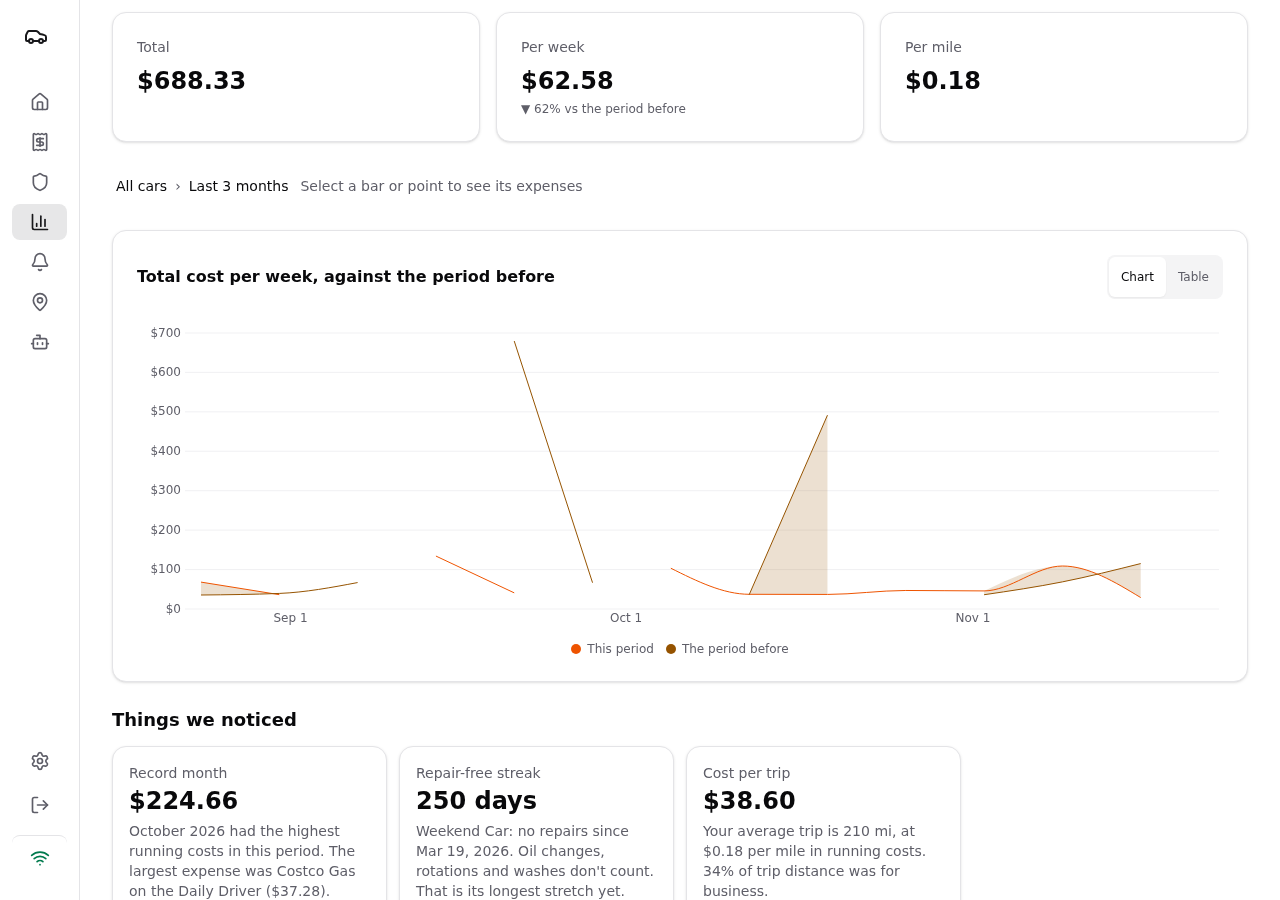 Total
$688.33
Per week
$62.58
▼ 62% vs the period before
Per mile
$0.18
All cars › Last 3 months Select a bar or point to see its expenses
Total cost per week, against the period before
Chart Table
$700
$600
$500
$400
$300
$200
$100
$0
Sep 1 Oct 1 Nov 1
This period The period before
Things we noticed
Record month
$224.66
October 2026 had the highest
running costs in this period. The
largest expense was Costco Gas
on the Daily Driver ($37.28).
Repair-free streak
250 days
Weekend Car: no repairs since
Mar 19, 2026. Oil changes,
rotations and washes don't count.
That is its longest stretch yet.
Cost per trip
$38.60
Your average trip is 210 mi, at
$0.18 per mile in running costs.
34% of trip distance was for
business.